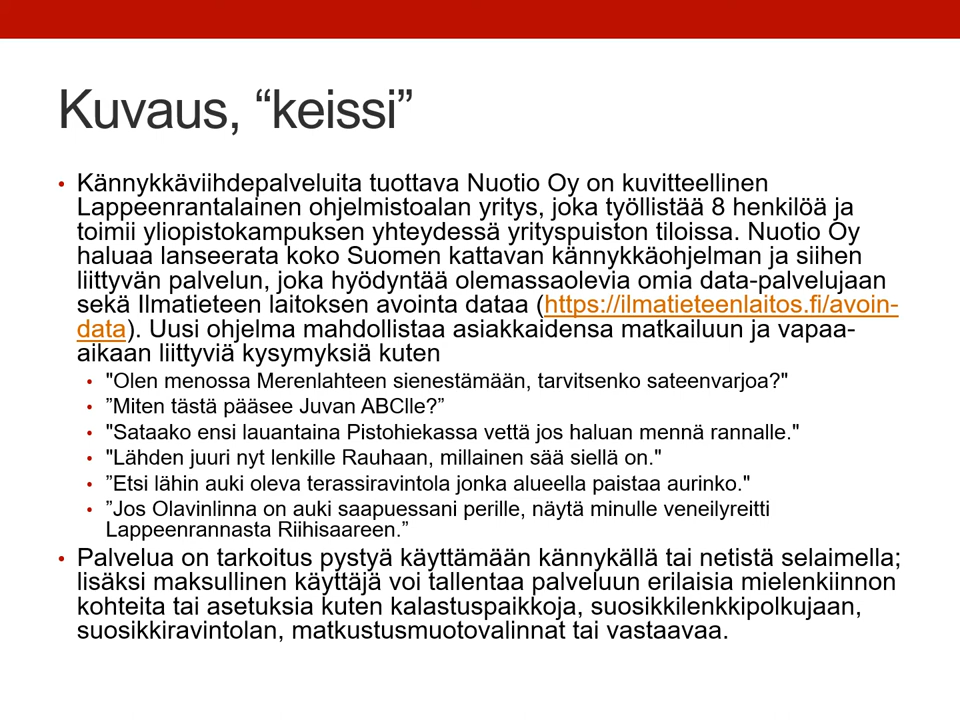 Kuvaus, “keissi”
• Kännykkäviihdepalveluita tuottava Nuotio Oy on kuvitteellinen
Lappeenrantalainen ohjelmistoalan yritys, joka työllistää 8 henkilöä ja
toimii yliopistokampuksen yhteydessä yrityspuiston tiloissa. Nuotio Oy
haluaa lanseerata koko Suomen kattavan kännykkäohjelman ja siihen
liittyvän palvelun, joka hyödyntää olemassaolevia omia data-palvelujaan
sekä Ilmatieteen laitoksen avointa dataa (https://ilmatieteenlaitos.fi/avoin-
data). Uusi ohjelma mahdollistaa asiakkaidensa matkailuun ja vapaa-
aikaan liittyviä kysymyksiä kuten
• "Olen menossa Merenlahteen sienestämään, tarvitsenko sateenvarjoa?"
• ”Miten tästä pääsee Juvan ABClle?”
• "Sataako ensi lauantaina Pistohiekassa vettä jos haluan mennä rannalle."
• "Lähden juuri nyt lenkille Rauhaan, millainen sää siellä on."
• ”Etsi lähin auki oleva terassiravintola jonka alueella paistaa aurinko."
• ”Jos Olavinlinna on auki saapuessani perille, näytä minulle veneilyreitti
Lappeenrannasta Riihisaareen.”
• Palvelua on tarkoitus pystyä käyttämään kännykällä tai netistä selaimella;
lisäksi maksullinen käyttäjä voi tallentaa palveluun erilaisia mielenkiinnon
kohteita tai asetuksia kuten kalastuspaikkoja, suosikkilenkkipolkujaan,
suosikkiravintolan, matkustusmuotovalinnat tai vastaavaa.